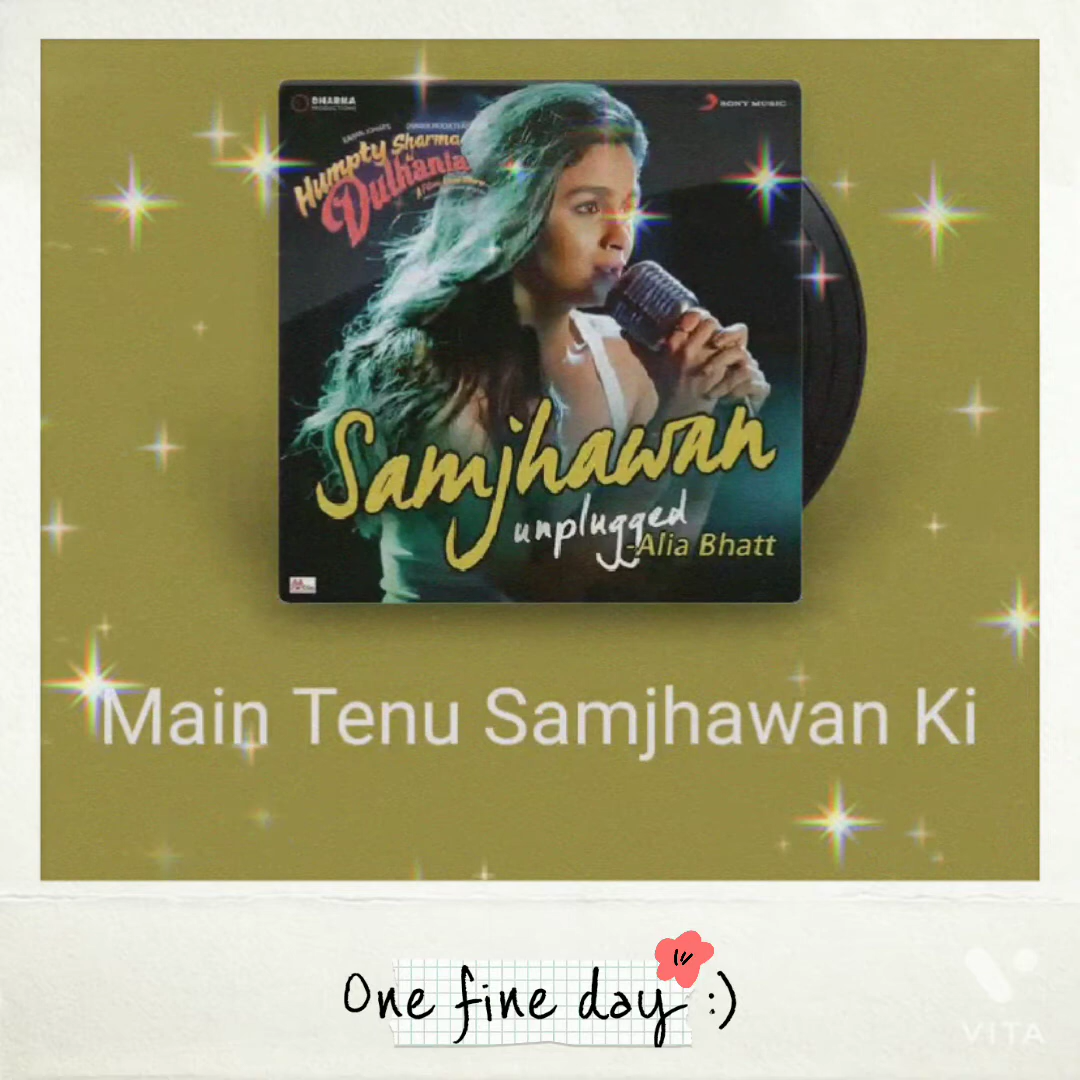 DHARMA
PRODUCTIONS
SONY MUSIC
Humpty Sharma
Ki
Dulhania
Samjhawan
unplugged
-Alia Bhatt
Main Tenu Samjhawan Ki
One fine day :)
VITA